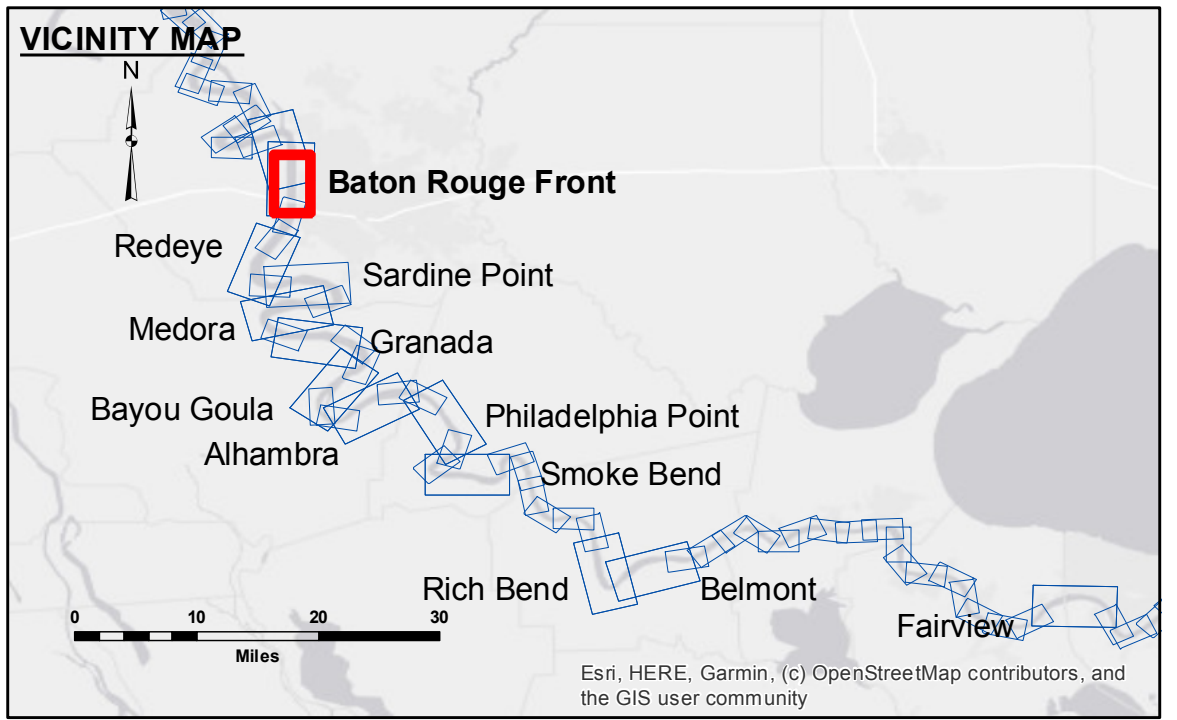 VICINITY MAP
N
Baton Rouge Front
Redeye
Sardine Point
Medora
Granada
Bayou Goula
Philadelphia Point
Alhambra
Smoke Bend
Rich Bend
Belmont
Fairview
0 10 20 30
Miles
Esri, HERE, Garmin, (c) OpenStreetMap contributors, and
the GIS user community